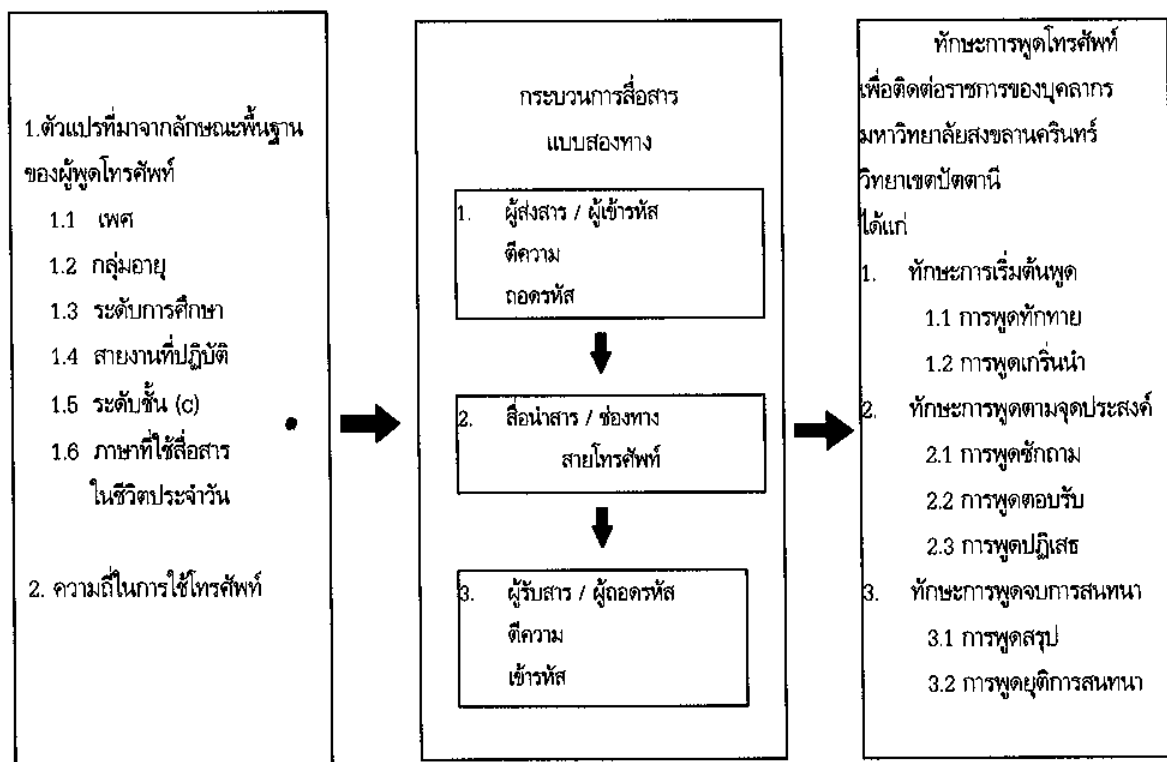 1.ตัวแปรที่มาจากลักษณะพื้นฐาน
ของผู้พูดโทรศัพท์
1.1 เพศ
1.2 กลุ่มอายุ
1.3 ระดับการศึกษา
1.4 สายงานที่ปฏิบัติ
1.5 ระดับชั้น (c)
1.6 ภาษาที่ใช้สื่อสาร
ในชีวิตประจำวัน
2. ความถี่ในการใช้โทรศัพท์
กระบวนการสื่อสาร
แบบสองทาง
1. ผู้ส่งสาร / ผู้เข้ารหัส
ตีความ
ถอดรหัส
2. สื่อนำสาร / ช่องทาง
สายโทรศัพท์
3. ผู้รับสาร / ผู้ถอดรหัส
ตีความ
เข้ารหัส
ทักษะการพูดโทรศัพท์
เพื่อติดต่อราชการของบุคลากร
มหาวิทยาลัยสงขลานครินทร์
วิทยาเขตปัตตานี
ได้แก่
1. ทักษะการเริ่มต้นพูด
1.1 การพูดทักทาย
1.2 การพูดเกริ่นนำ
2. ทักษะการพูดตามจุดประสงค์
2.1 การพูดซักถาม
2.2 การพูดตอบรับ
2.3 การพูดปฏิเสธ
3. ทักษะการพูดจบการสนทนา
3.1 การพูดสรุป
3.2 การพูดยุติการสนทนา